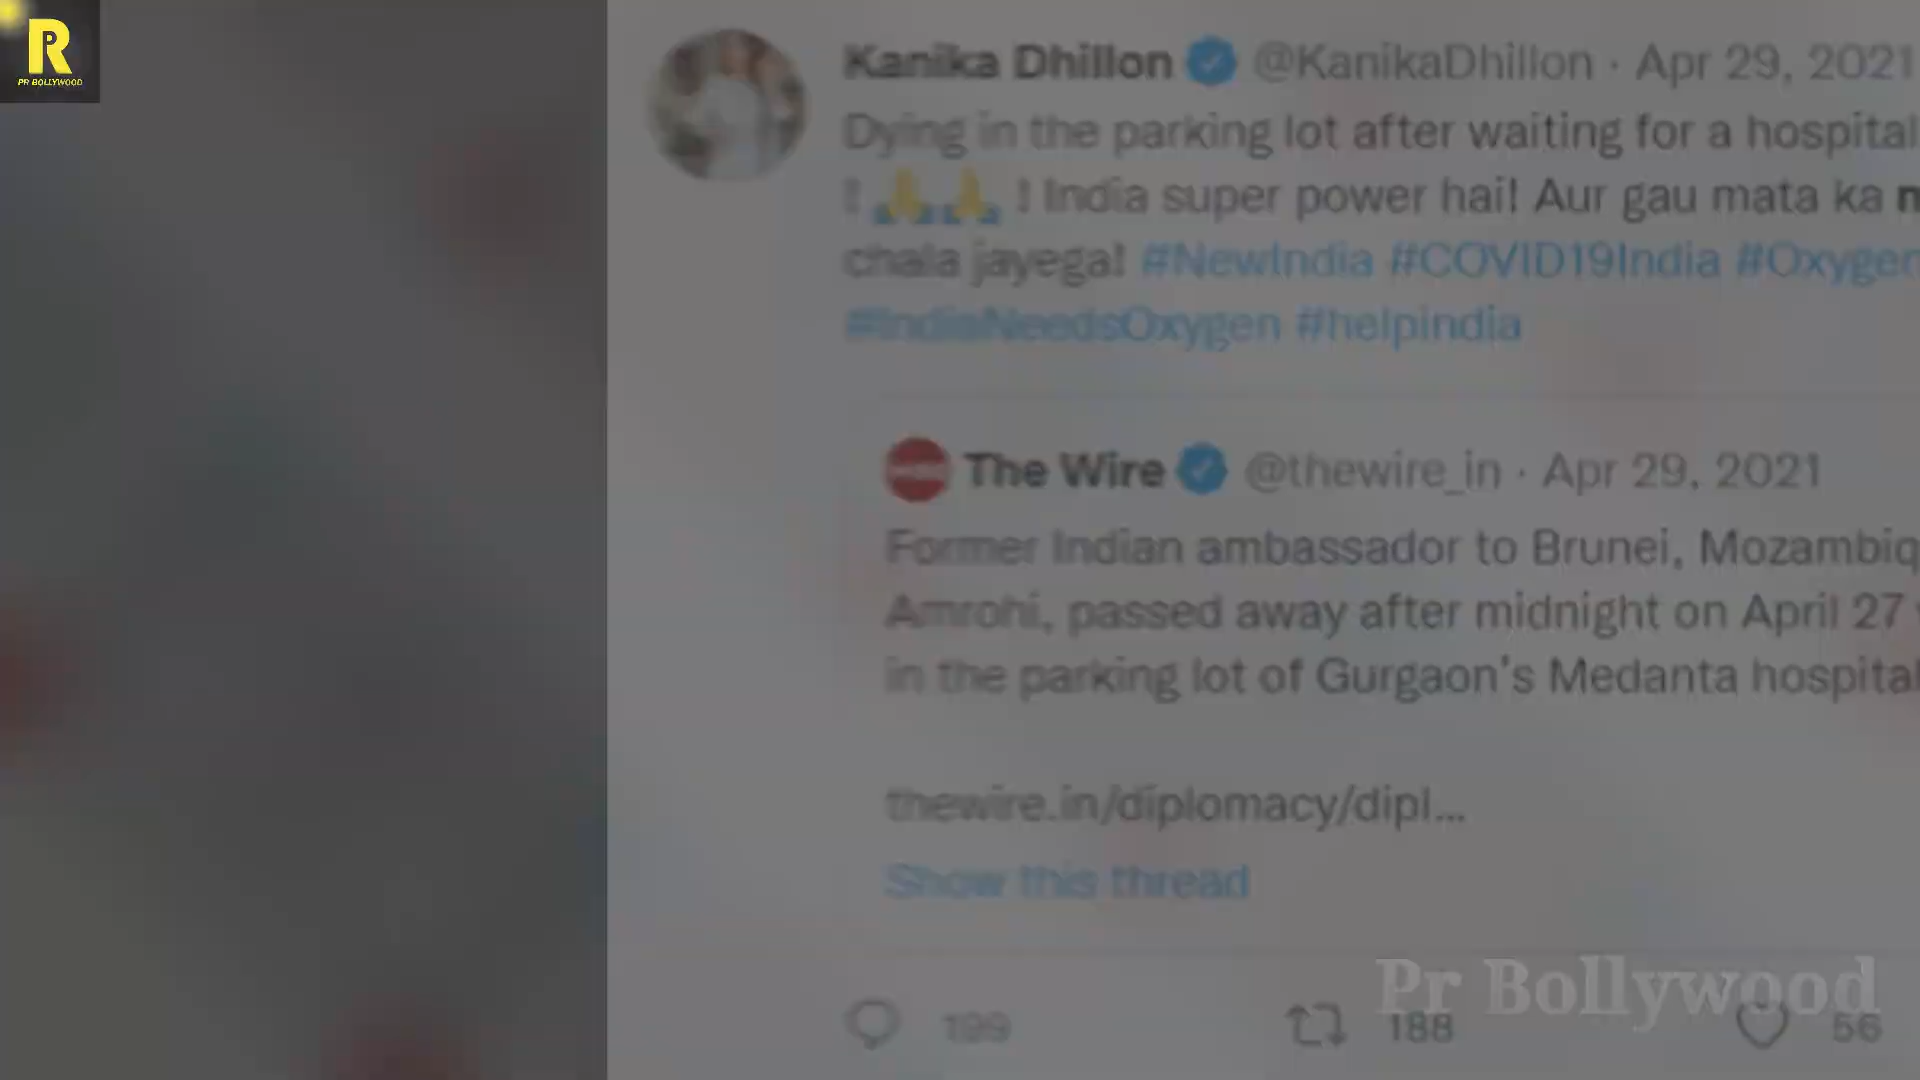 R
P
PR BOLLYWOOD
Kanika Dhillon @KanikaDhillon · Apr 29, 2021
Dying in the parking lot after waiting for a hospital
! 🙏🙏 ! India super power hai! Aur gau mata ka
chala jayega! #NewIndia #COVID19India #Oxygen
#IndiaNeedsOxygen #helpindia
The Wire @thewire_in · Apr 29, 2021
Former Indian ambassador to Brunei, Mozambiq
Amrohi, passed away after midnight on April 27
in the parking lot of Gurgaon's Medanta hospital
thewire.in/diplomacy/dipl...
Show this thread
Pr Bollywood
199 188 56